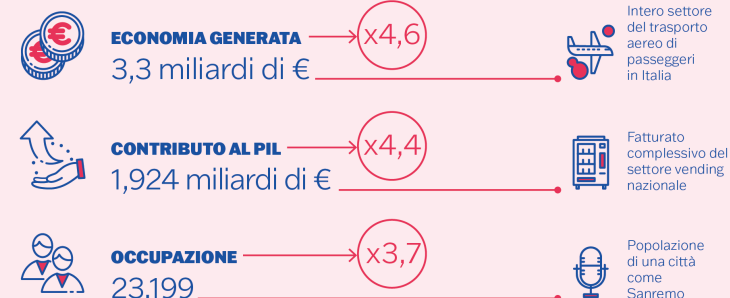 ECONOMIA GENERATA
x4,6
3,3 miliardi di €
Intero settore
del trasporto
aereo di
passeggeri
in Italia
CONTRIBUTO AL PIL
x4,4
1,924 miliardi di €
Fatturato
complessivo del
settore vending
nazionale
OCCUPAZIONE
x3,7
23.199
Popolazione
di una città
come
Sanremo